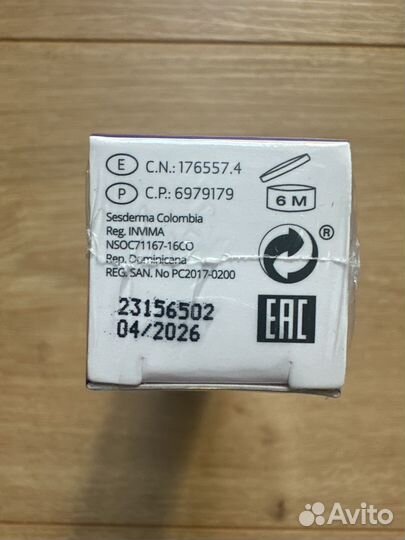 E C.N.: 176557.4
P C.P.: 6979179
6 M
Sesderma Colombia
Reg. INVIMA
NSOC71167-16CO
Rep. Dominicana
REG. SAN. No PC2017-0200
®
23156502
04/2026
EAC
Avito